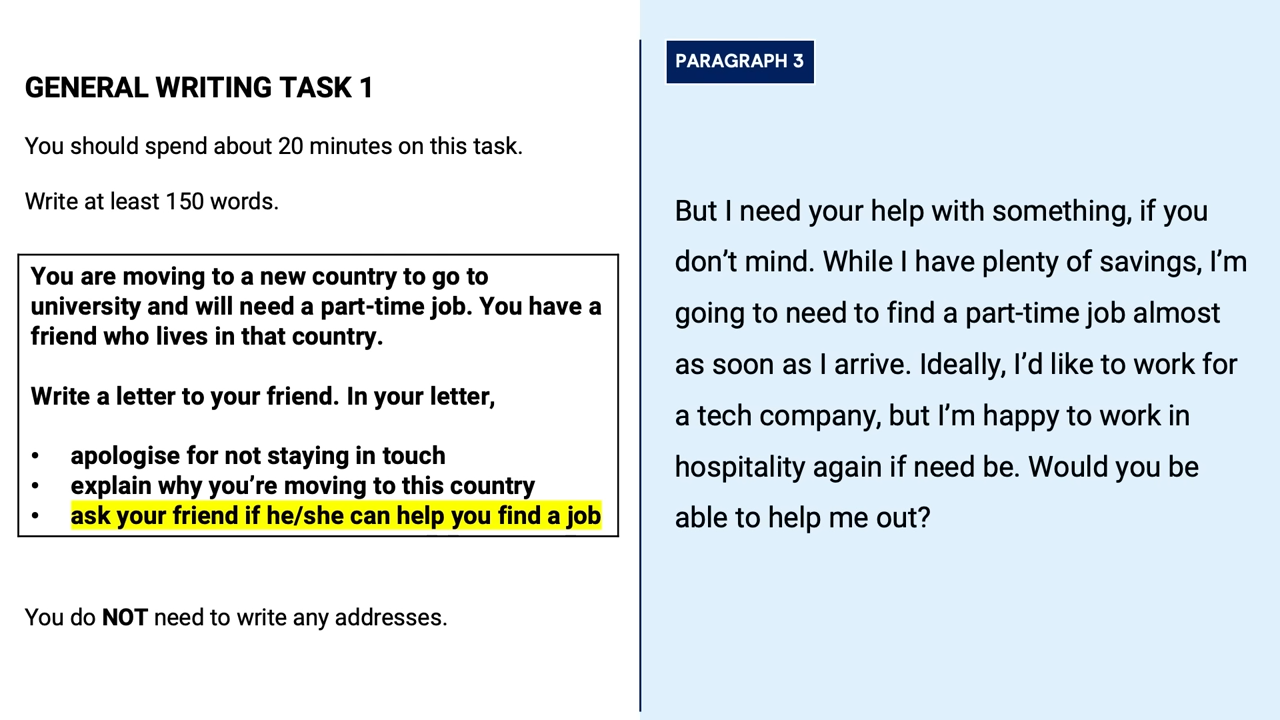 GENERAL WRITING TASK 1
You should spend about 20 minutes on this task.
Write at least 150 words.
You are moving to a new country to go to
university and will need a part-time job. You have a
friend who lives in that country.
Write a letter to your friend. In your letter,
• apologise for not staying in touch
• explain why you’re moving to this country
• ask your friend if he/she can help you find a job
You do NOT need to write any addresses.
PARAGRAPH 3
But I need your help with something, if you
don’t mind. While I have plenty of savings, I’m
going to need to find a part-time job almost
as soon as I arrive. Ideally, I’d like to work for
a tech company, but I’m happy to work in
hospitality again if need be. Would you be
able to help me out?